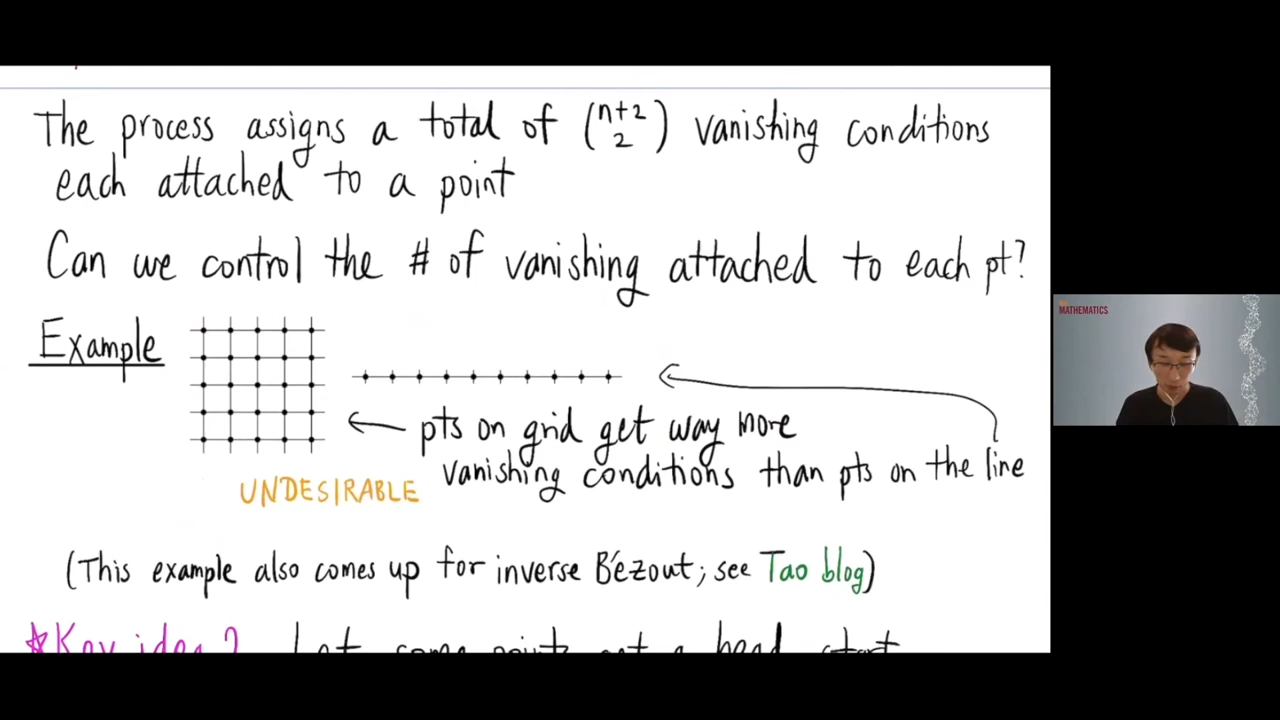 The process assigns a total of (n+2 2) vanishing conditions
each attached to a point
Can we control the # of vanishing attached to each pt?
Example
← pts on grid get way more
vanishing conditions than pts on the line
UNDESIRABLE
(This example also comes up for inverse Bézout; see Tao blog)
MATHEMATICS